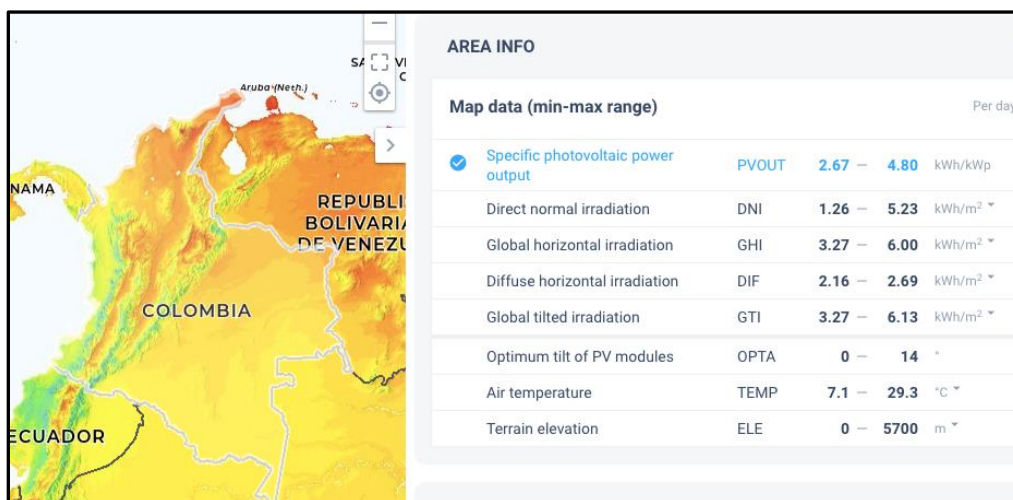 SA
VI
C
Aruba (Neth.)
NAMA
REPUBLI
BOLIVARI
DE VENEZU
COLOMBIA
ECUADOR
AREA INFO
Map data (min-max range) Per day
Specific photovoltaic power
output PVOUT 2.67 — 4.80 kWh/kWp
Direct normal irradiation DNI 1.26 — 5.23 kWh/m²
Global horizontal irradiation GHI 3.27 — 6.00 kWh/m²
Diffuse horizontal irradiation DIF 2.16 — 2.69 kWh/m²
Global tilted irradiation GTI 3.27 — 6.13 kWh/m²
Optimum tilt of PV modules OPTA 0 — 14 °
Air temperature TEMP 7.1 — 29.3 °C
Terrain elevation ELE 0 — 5700 m